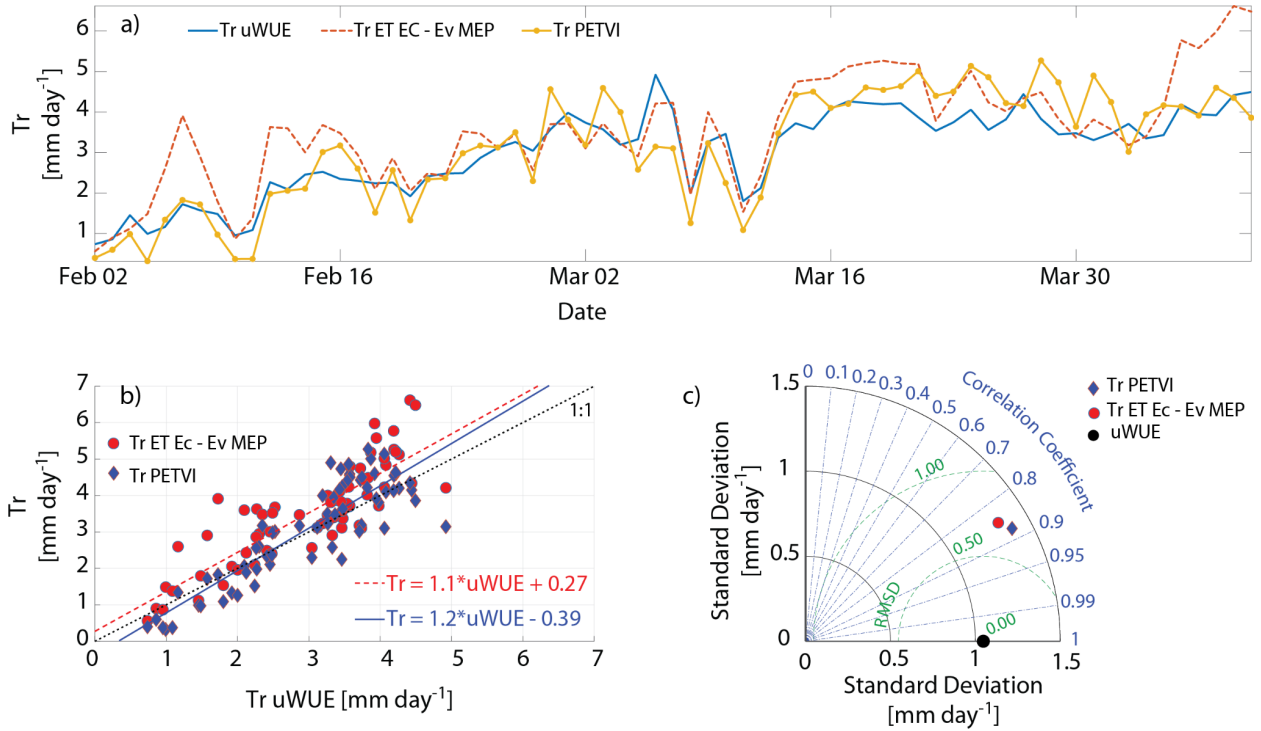 a)
Tr uWUE
Tr ET EC - Ev MEP
Tr PETVI
6
5
4
3
2
1
Tr
[mm day⁻¹]
Feb 02
Feb 16
Mar 02
Mar 16
Mar 30
Date
b)
7
6
5
4
3
2
1
0
Tr
[mm day⁻¹]
1:1
Tr ET Ec - Ev MEP
Tr PETVI
Tr = 1.1*uWUE + 0.27
Tr = 1.2*uWUE - 0.39
0
1
2
3
4
5
6
7
Tr uWUE [mm day⁻¹]
c)
Tr PETVI
Tr ET Ec - Ev MEP
uWUE
Correlation Coefficient
0
0.1
0.2
0.3
0.4
0.5
0.6
0.7
0.8
0.9
0.95
0.99
1
1.5
1
0.5
0
Standard Deviation
[mm day⁻¹]
1.00
0.50
0.00
RMSD
0
0.5
1
1.5
Standard Deviation
[mm day⁻¹]